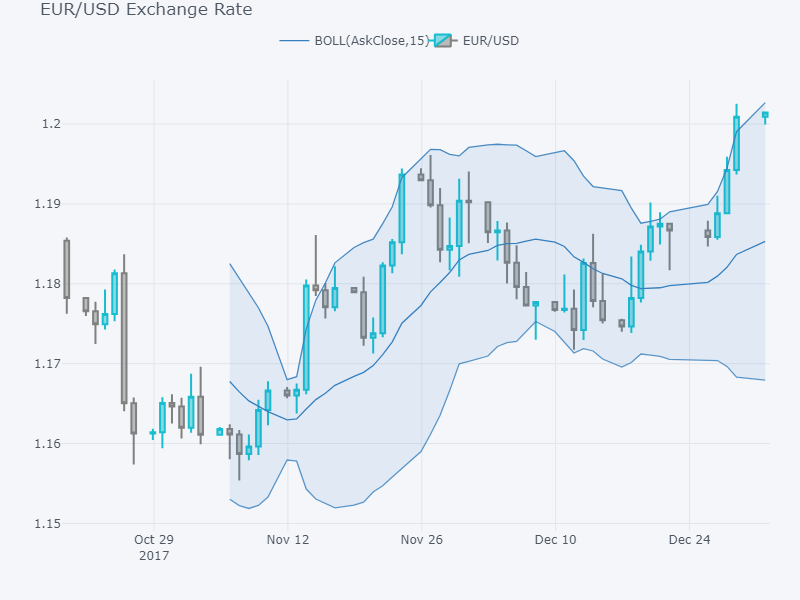 EUR/USD Exchange Rate
BOLL(AskClose,15)
EUR/USD
1.2
1.19
1.18
1.17
1.16
1.15
Oct 29
2017
Nov 12
Nov 26
Dec 10
Dec 24